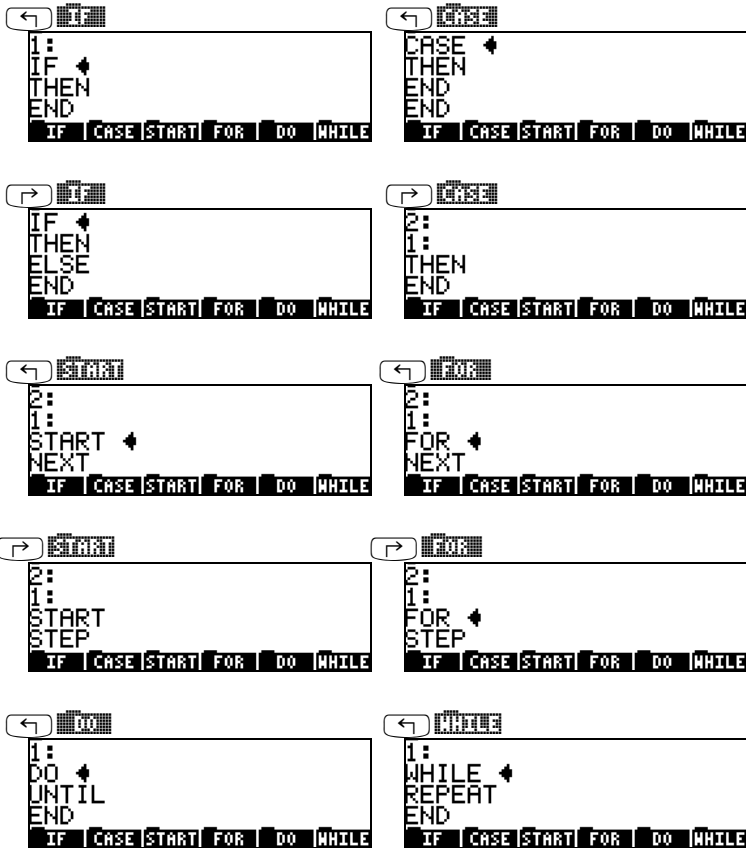 IF
1:
IF
THEN
END
IF CASE START FOR DO WHILE
CASE
CASE
THEN
END
END
IF CASE START FOR DO WHILE
IF
IF
THEN
ELSE
END
IF CASE START FOR DO WHILE
CASE
2:
1:
THEN
END
IF CASE START FOR DO WHILE
START
2:
1:
START
NEXT
IF CASE START FOR DO WHILE
FOR
2:
1:
FOR
NEXT
IF CASE START FOR DO WHILE
START
2:
1:
START
STEP
IF CASE START FOR DO WHILE
FOR
2:
1:
FOR
STEP
IF CASE START FOR DO WHILE
DO
1:
DO
UNTIL
END
IF CASE START FOR DO WHILE
WHILE
1:
WHILE
REPEAT
END
IF CASE START FOR DO WHILE